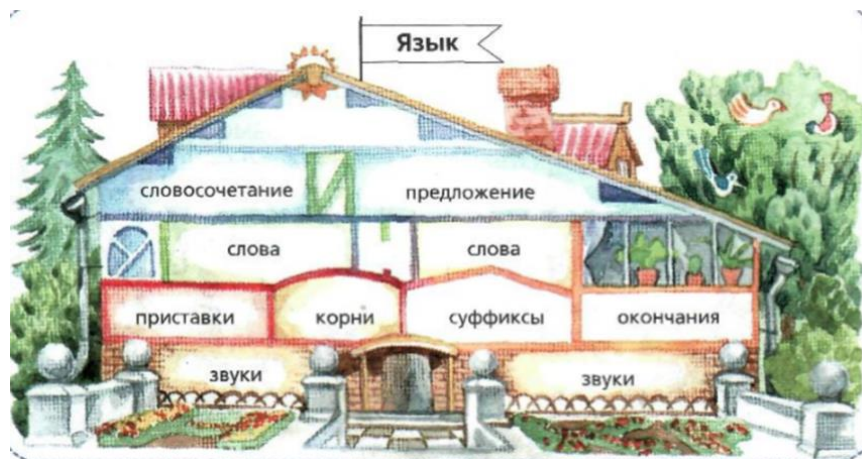 Язык
словосочетание И предложение
слова слова
приставки корни суффиксы окончания
звуки звуки